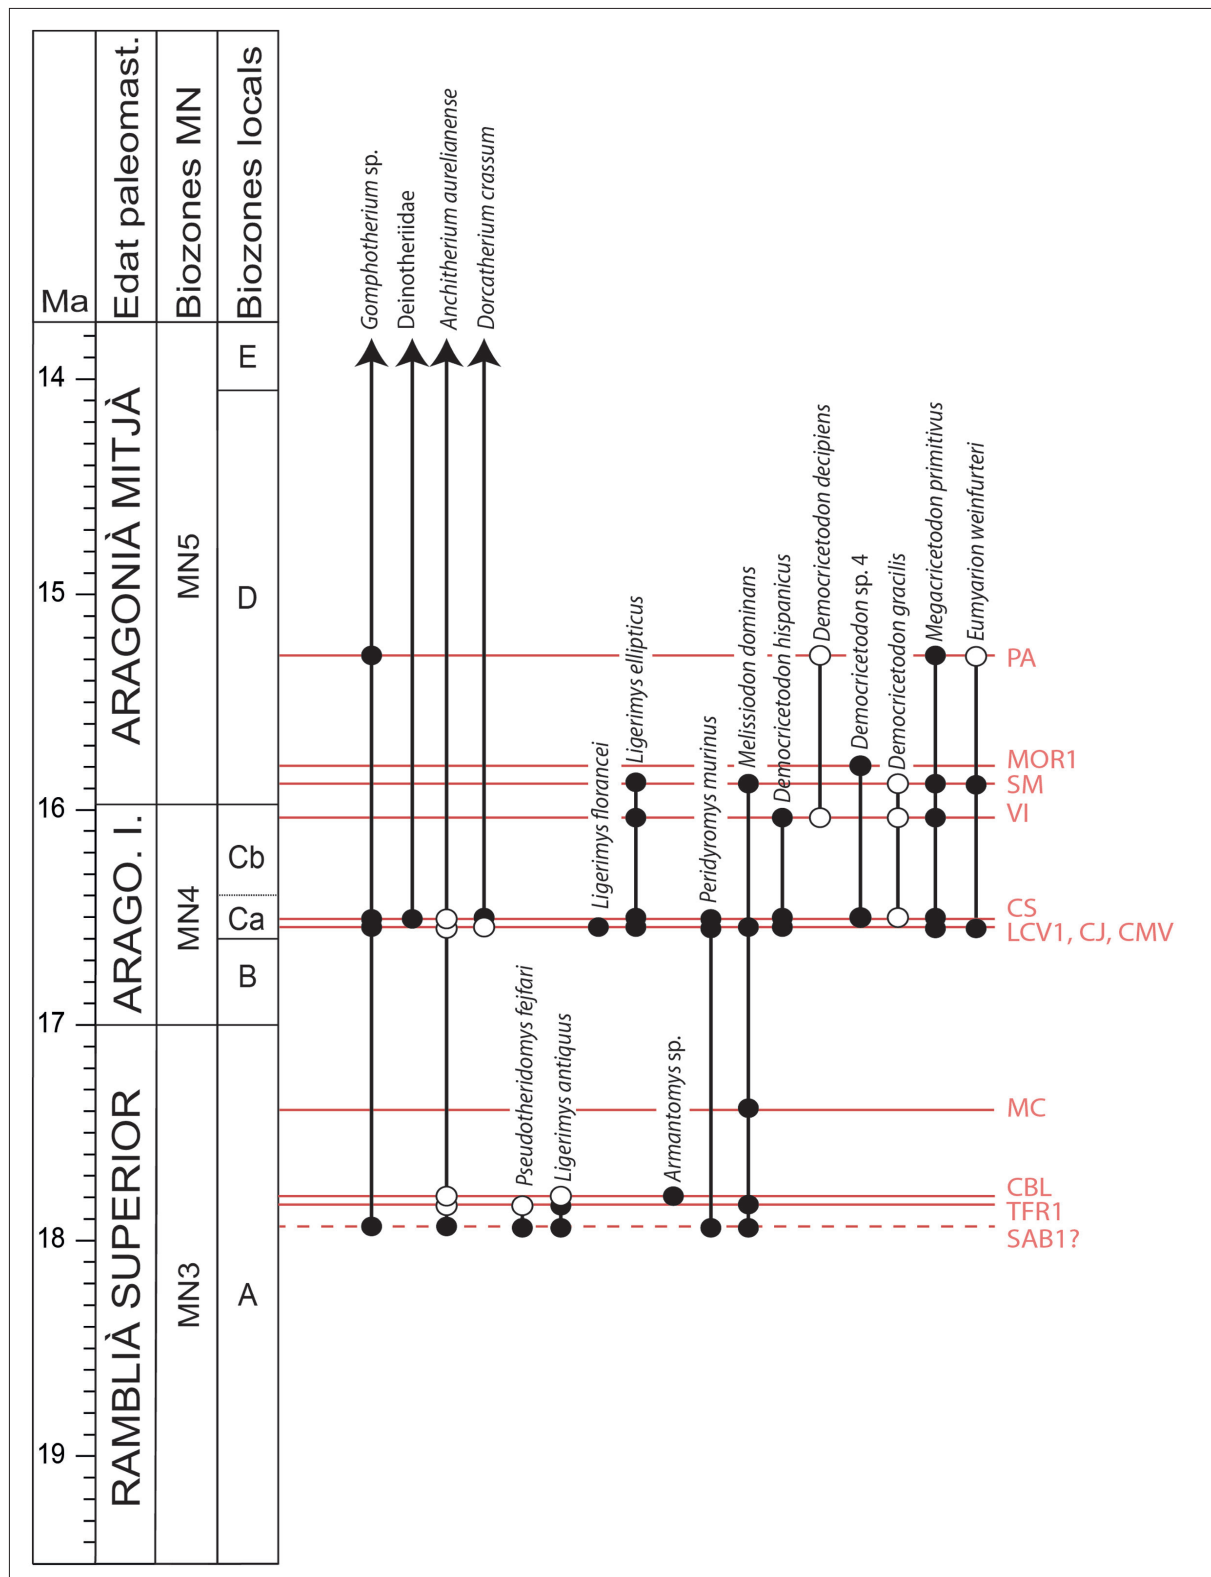 Ma
Edat paleomast.
Biozones MN
Biozones locals
Gomphotherium sp.
Deinotheriidae
Anchitherium aurelianense
Dorcatherium crassum
14
15
16
17
18
19
ARAGONIÀ MITJÀ
ARAGO. I.
RAMBLIÀ SUPERIOR
MN5
MN4
MN3
E
D
Cb
Ca
B
A
Pseudotheridomys fejfari
Ligerimys antiquus
Ligerimys florancei
Ligerimys ellipticus
Armantomys sp.
Peridyromys murinus
Melissiodon dominans
Democricetodon hispanicus
Democricetodon decipiens
Democricetodon sp. 4
Democricetodon gracilis
Megacricetodon primitivus
Eumyarion weinfurteri
PA
MOR1
SM
VI
CS
LCV1, CJ, CMV
MC
CBL
TFR1
SAB1?